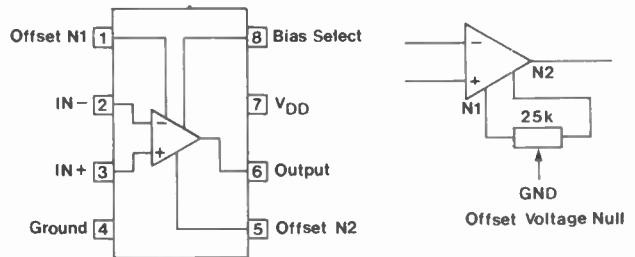 Offset N1 1
8 Bias Select
IN- 2
7 VDD
IN+ 3
6 Output
Ground 4
5 Offset N2
-
+
-
+
N1
N2
25k
GND
Offset Voltage Null